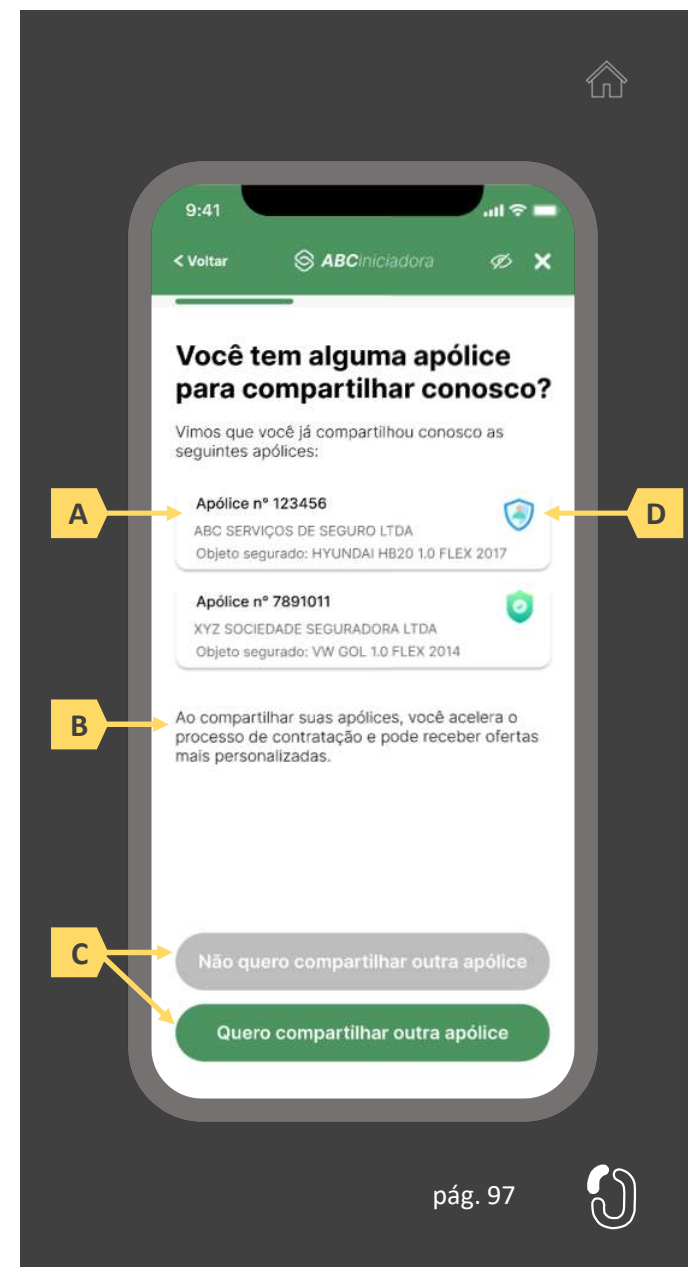 9:41
< Voltar
ABCIniciadora
Você tem alguma apólice
para compartilhar conosco?
Vimos que você já compartilhou conosco as
seguintes apólices:
A
Apólice nº 123456
D
ABC SERVIÇOS DE SEGURO LTDA
Objeto segurado: HYUNDAI HB20 1.0 FLEX 2017
Apólice nº 7891011
XYZ SOCIEDADE SEGURADORA LTDA
Objeto segurado: VW GOL 1.0 FLEX 2014
B
Ao compartilhar suas apólices, você acelera o
processo de contratação e pode receber ofertas
mais personalizadas.
C
Não quero compartilhar outra apólice
Quero compartilhar outra apólice
pág. 97